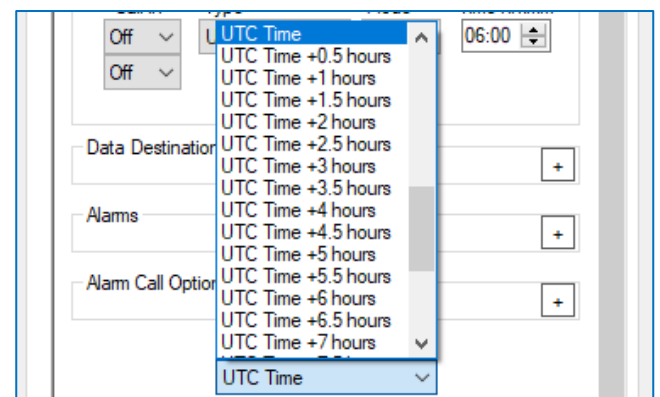 Off
U
UTC Time
06:00
UTC Time +0.5 hours
Off
UTC Time +1 hours
UTC Time +1.5 hours
UTC Time +2 hours
Data Destination
UTC Time +2.5 hours
UTC Time +3 hours
+
UTC Time +3.5 hours
Alarms
UTC Time +4 hours
UTC Time +4.5 hours
+
UTC Time +5 hours
Alarm Call Option
UTC Time +5.5 hours
UTC Time +6 hours
+
UTC Time +6.5 hours
UTC Time +7 hours
UTC Time